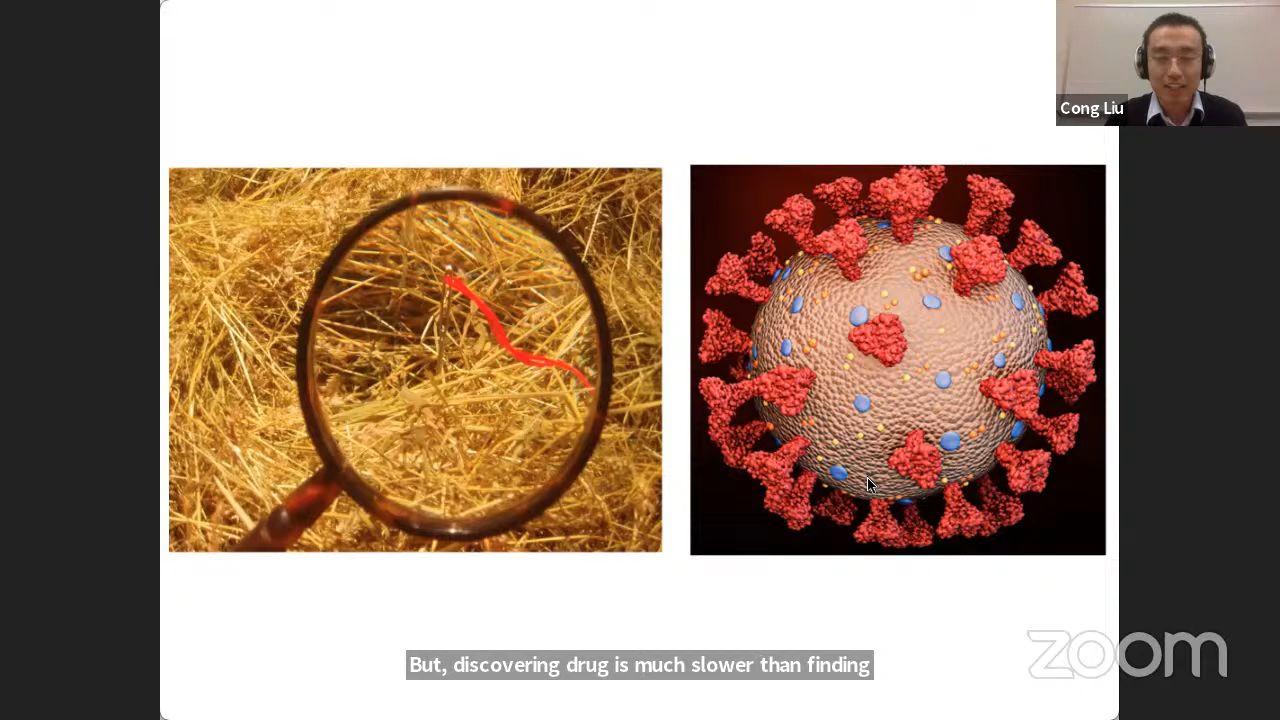 Cong Liu
But, discovering drug is much slower than finding
zoom